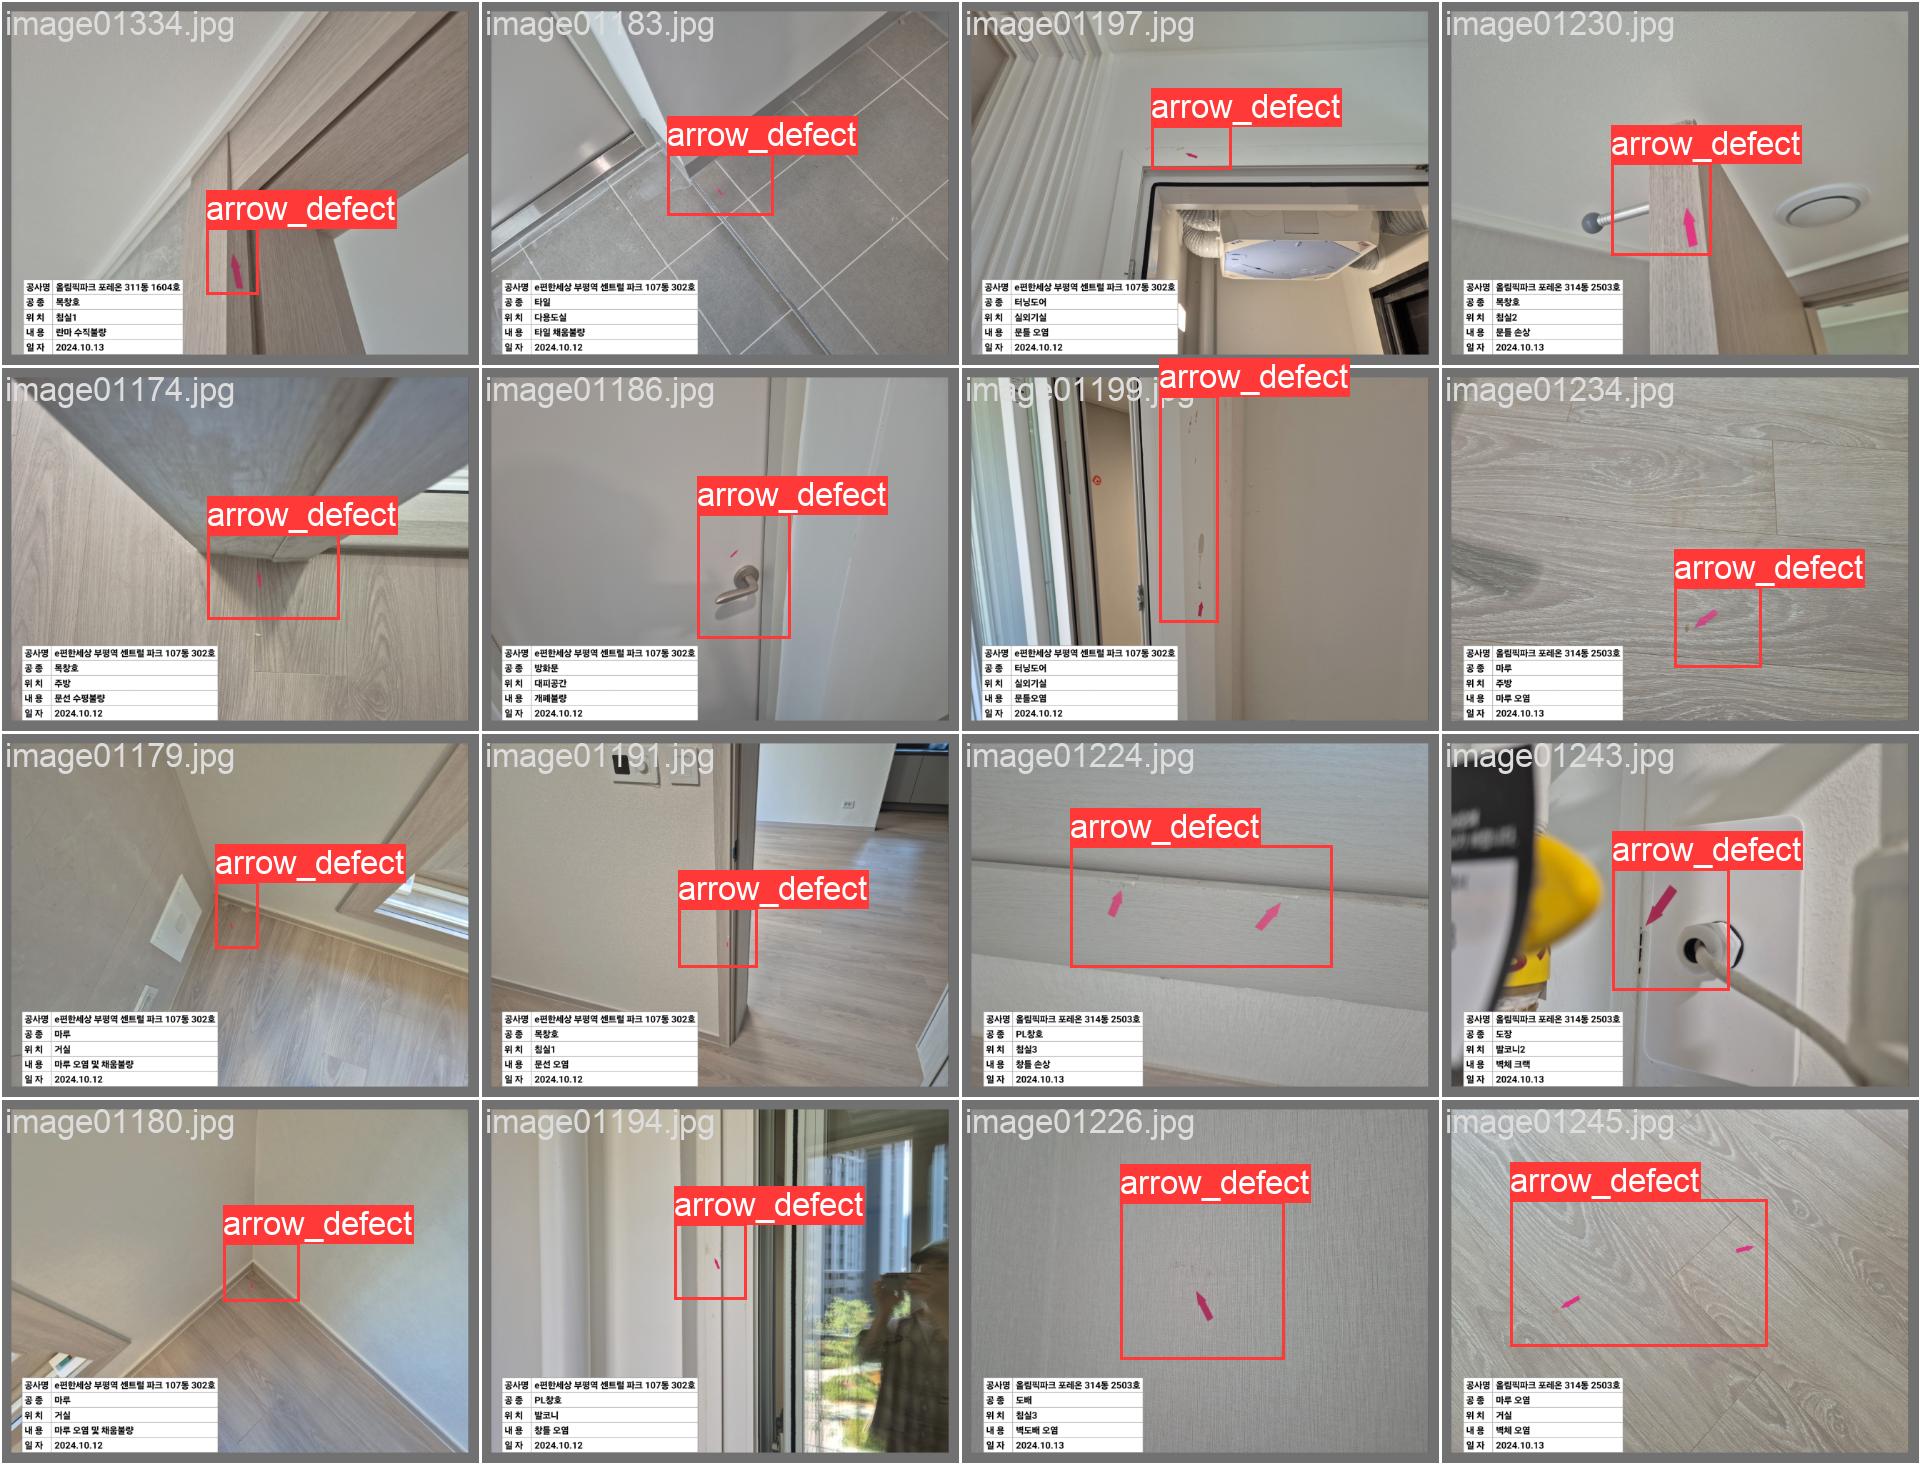 image01334.jpg
arrow_defect
공사명 올림픽파크 포레온 311동 1604호
공 종 목창호
위 치 침실1
내 용 란마 수직불량
일 자 2024.10.13
image01183.jpg
arrow_defect
공사명 e편한세상 부평역 센트럴 파크 107동 302호
공 종 타일
위 치 다용도실
내 용 타일 채움불량
일 자 2024.10.12
image01197.jpg
arrow_defect
공사명 e편한세상 부평역 센트럴 파크 107동 302호
공 종 터닝도어
위 치 실외기실
내 용 문틀 오염
일 자 2024.10.12
image01230.jpg
arrow_defect
공사명 올림픽파크 포레온 314동 2503호
공 종 목창호
위 치 침실2
내 용 문틀 손상
일 자 2024.10.13
image01174.jpg
arrow_defect
공사명 e편한세상 부평역 센트럴 파크 107동 302호
공 종 목창호
위 치 주방
내 용 문선 수평불량
일 자 2024.10.12
image01186.jpg
arrow_defect
공사명 e편한세상 부평역 센트럴 파크 107동 302호
공 종 방화문
위 치 대피공간
내 용 개폐불량
일 자 2024.10.12
image01199.jpg
arrow_defect
공사명 e편한세상 부평역 센트럴 파크 107동 302호
공 종 터닝도어
위 치 실외기실
내 용 문틀오염
일 자 2024.10.12
image01234.jpg
arrow_defect
공사명 올림픽파크 포레온 314동 2503호
공 종 마루
위 치 주방
내 용 마루 오염
일 자 2024.10.13
image01179.jpg
arrow_defect
공사명 e편한세상 부평역 센트럴 파크 107동 302호
공 종 마루
위 치 거실
내 용 마루 오염 및 채움불량
일 자 2024.10.12
image01191.jpg
arrow_defect
공사명 e편한세상 부평역 센트럴 파크 107동 302호
공 종 목창호
위 치 침실1
내 용 문선 오염
일 자 2024.10.12
image01224.jpg
arrow_defect
공사명 올림픽파크 포레온 314동 2503호
공 종 PL창호
위 치 침실3
내 용 창틀 손상
일 자 2024.10.13
image01243.jpg
arrow_defect
공사명 올림픽파크 포레온 314동 2503호
공 종 도장
위 치 발코니2
내 용 벽체 크랙
일 자 2024.10.13
image01180.jpg
arrow_defect
공사명 e편한세상 부평역 센트럴 파크 107동 302호
공 종 마루
위 치 거실
내 용 마루 오염 및 채움불량
일 자 2024.10.12
image01194.jpg
arrow_defect
공사명 e편한세상 부평역 센트럴 파크 107동 302호
공 종 PL창호
위 치 발코니
내 용 창틀 오염
일 자 2024.10.12
image01226.jpg
arrow_defect
공사명 올림픽파크 포레온 314동 2503호
공 종 도배
위 치 침실3
내 용 벽도배 오염
일 자 2024.10.13
image01245.jpg
arrow_defect
공사명 올림픽파크 포레온 314동 2503호
공 종 마루 오염
위 치 거실
내 용 벽체 오염
일 자 2024.10.13